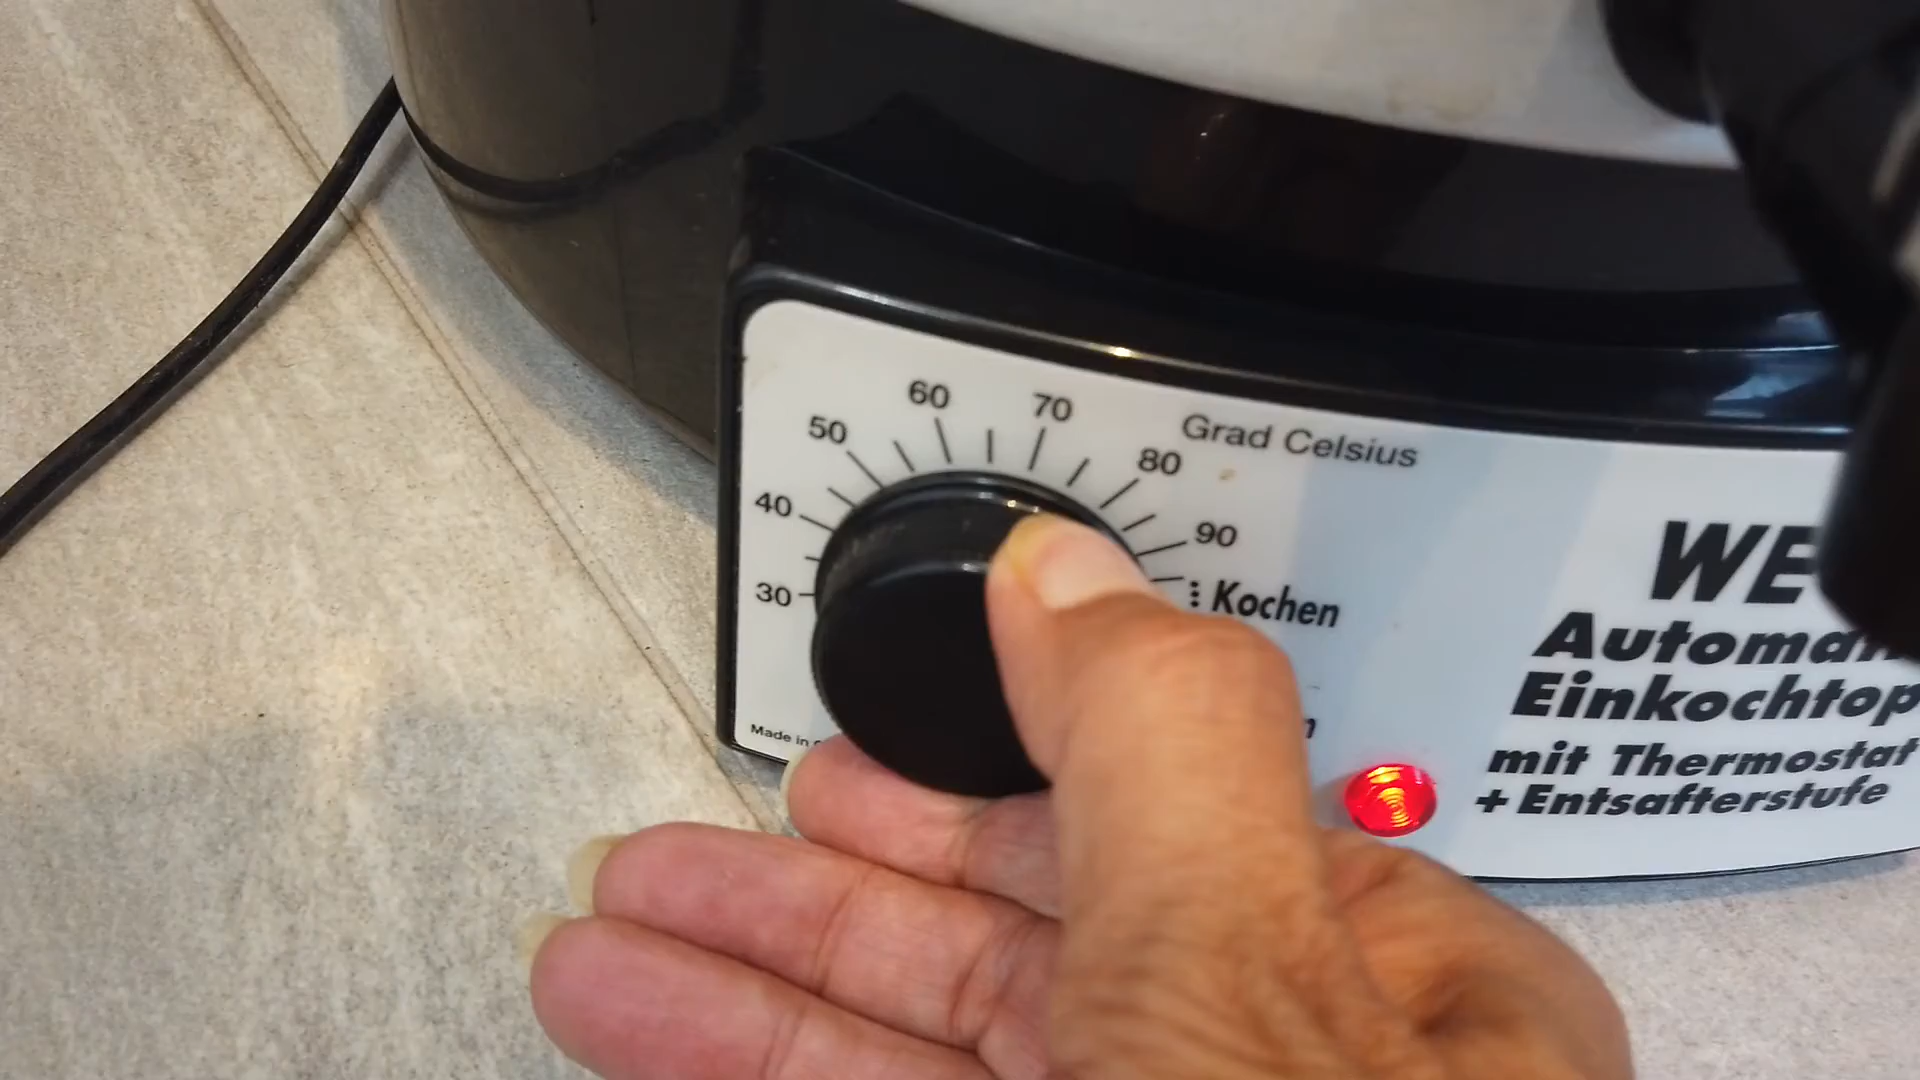 60
70
50
Grad Celsius
80
40
90
30
Kochen
WE
Automa
Einkochtop
mit Thermostat
+ Entsafterstufe
Made in